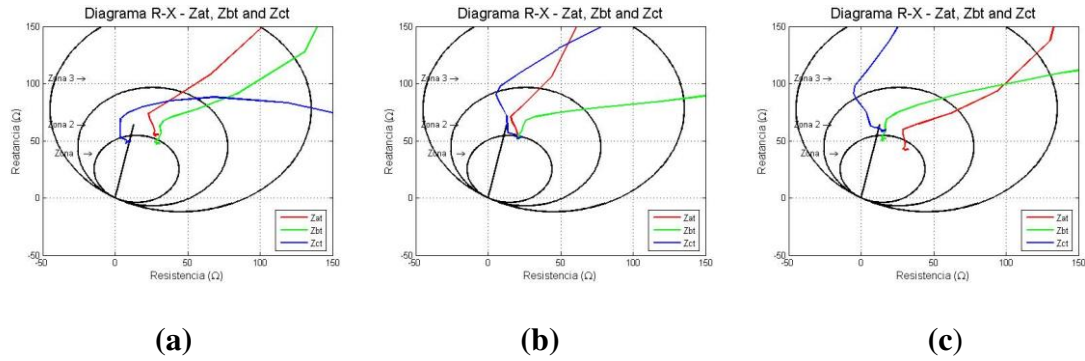 Diagrama R-X - Zat, Zbt and Zct
150
100
50
0
-50
-50 0 50 100 150
Reatancia (Ω)
Resistencia (Ω)
Zona 3 →
Zona 2 →
Zona →
Zat
Zbt
Zct
(a)
Diagrama R-X - Zat, Zbt and Zct
150
100
50
0
-50
-50 0 50 100 150
Reatancia (Ω)
Resistencia (Ω)
Zona 3 →
Zona 2 →
Zona →
Zat
Zbt
Zct
(b)
Diagrama R-X - Zat, Zbt and Zct
150
100
50
0
-50
-50 0 50 100 150
Reatancia (Ω)
Resistencia (Ω)
Zona 3 →
Zona 2 →
Zona →
Zat
Zbt
Zct
(c)